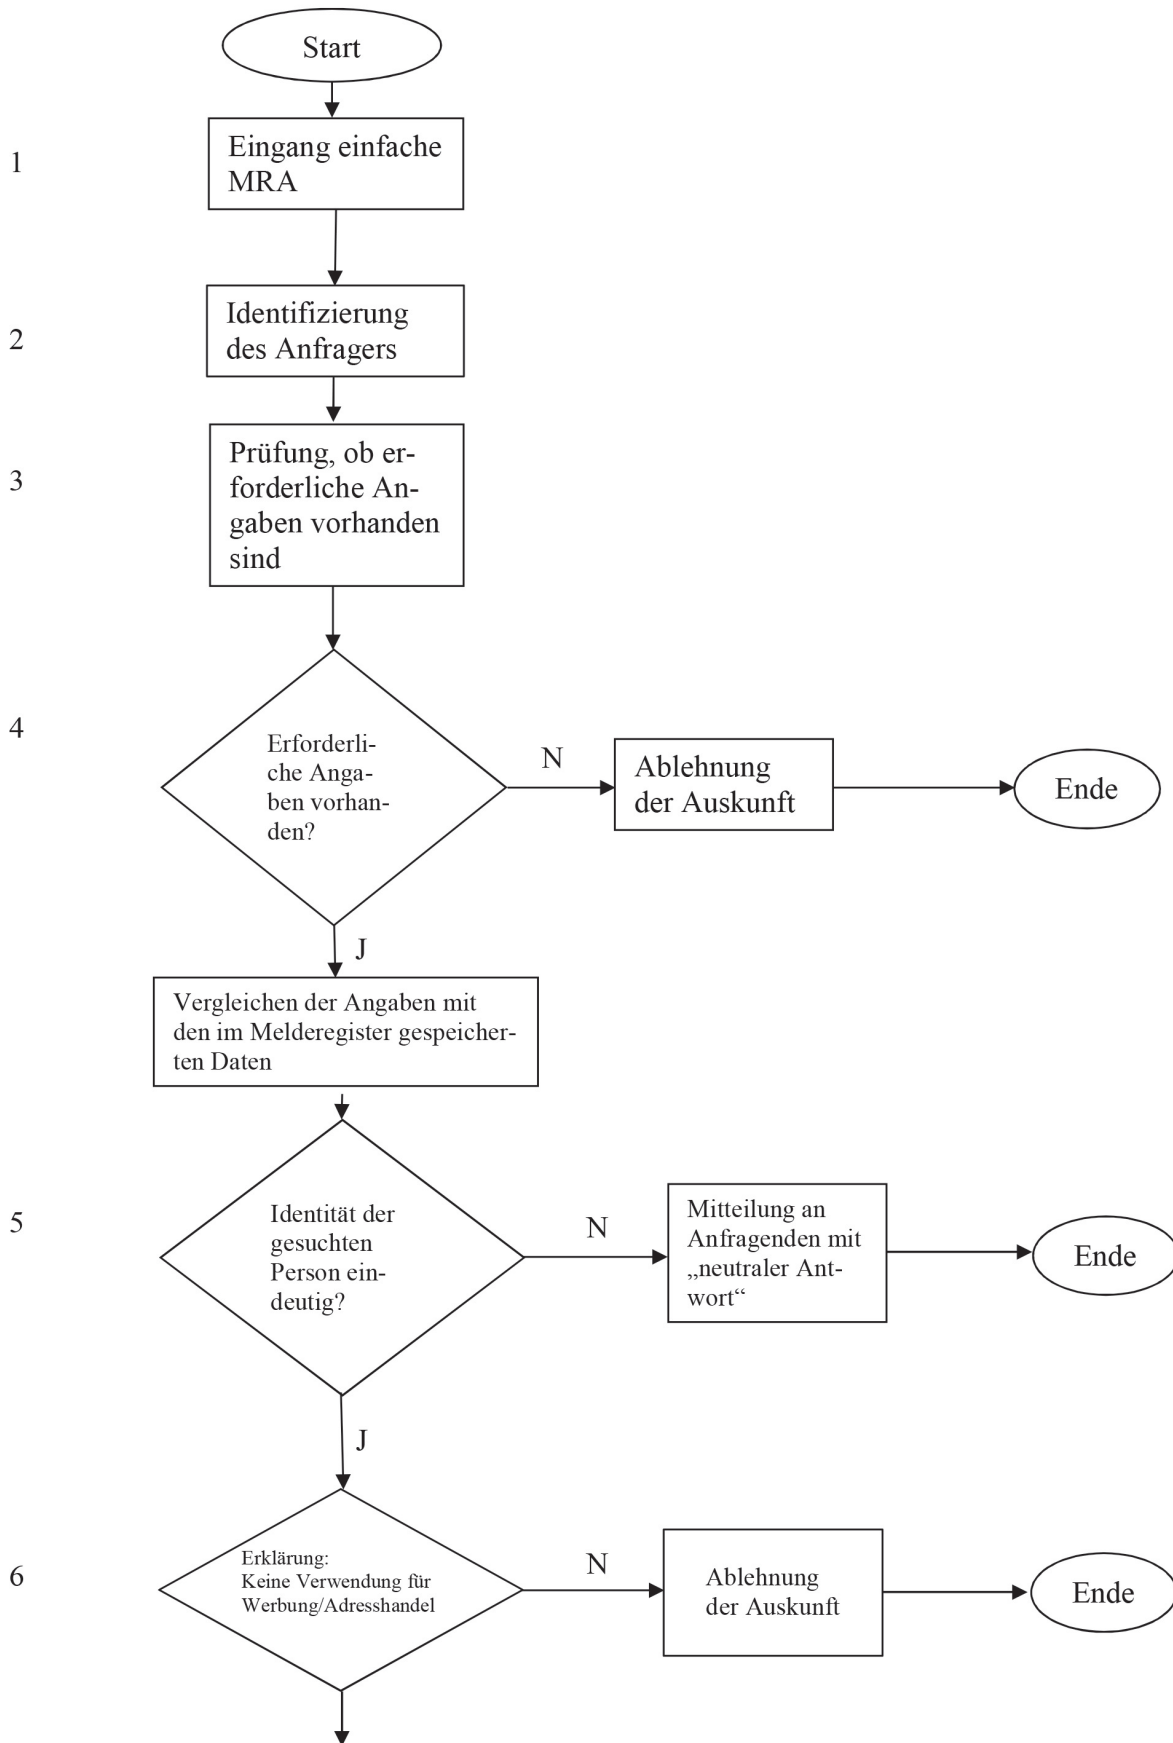 Start
1
Eingang einfache
MRA
2
Identifizierung
des Anfragers
3
Prüfung, ob er-
forderliche An-
gaben vorhanden
sind
4
Erforderli-
che Anga-
ben vorhan-
den?
N
Ablehnung
der Auskunft
Ende
J
Vergleichen der Angaben mit
den im Melderegister gespeicher-
ten Daten
5
Identität der
gesuchten
Person ein-
deutig?
N
Mitteilung an
Anfragenden mit
„neutraler Ant-
wort“
Ende
J
6
Erklärung:
Keine Verwendung für
Werbung/Adresshandel
N
Ablehnung
der Auskunft
Ende